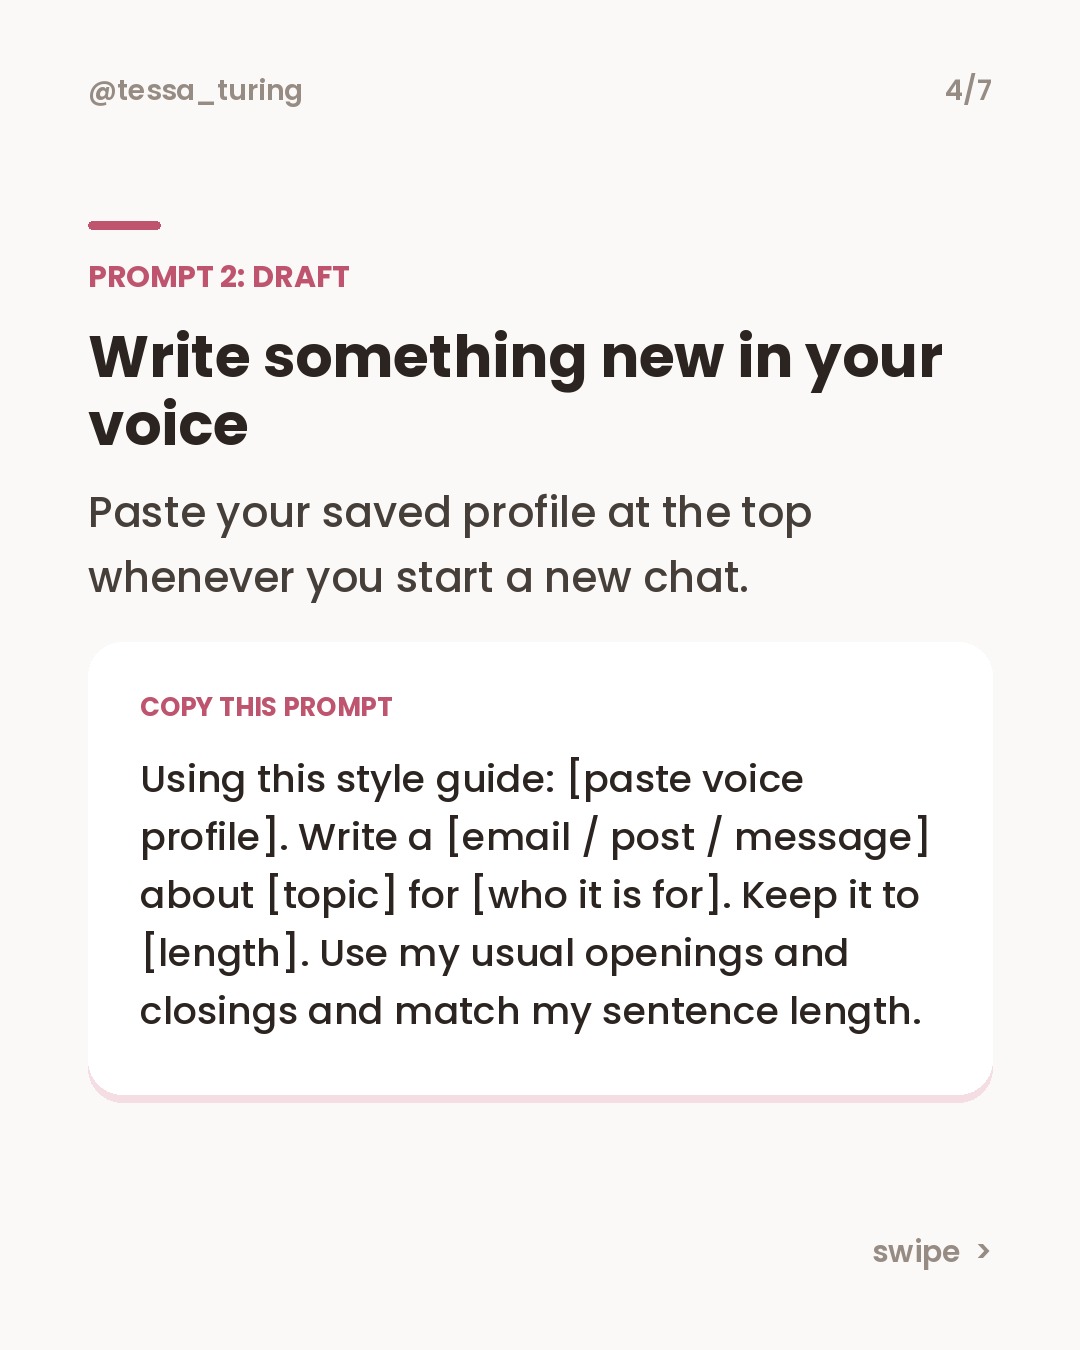 @tessa_turing
4/7
PROMPT 2: DRAFT
Write something new in your
voice
Paste your saved profile at the top
whenever you start a new chat.
COPY THIS PROMPT
Using this style guide: [paste voice
profile]. Write a [email / post / message]
about [topic] for [who it is for]. Keep it to
[length]. Use my usual openings and
closings and match my sentence length.
swipe >